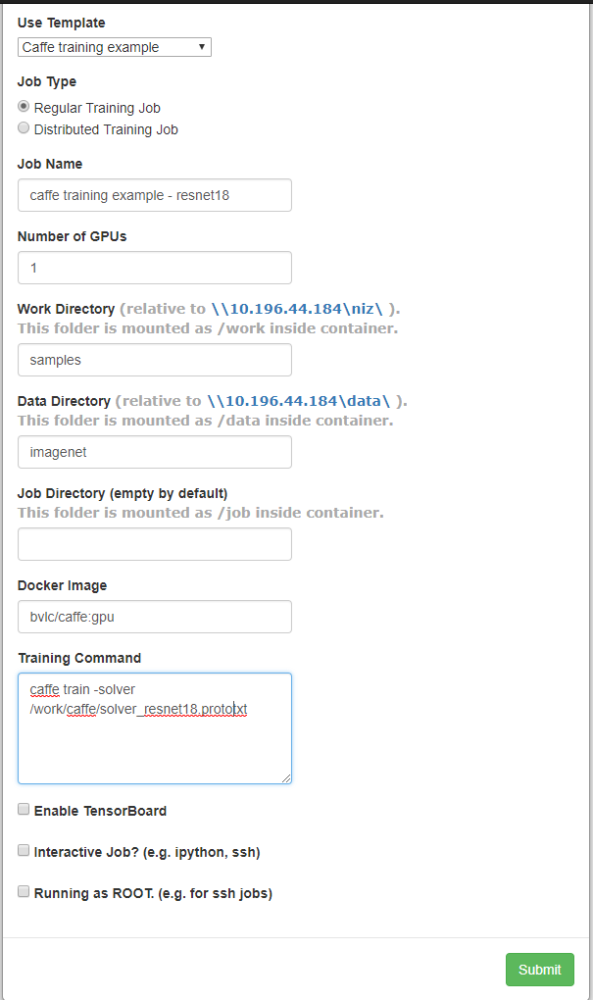 Use Template
Caffe training example
Job Type
Regular Training Job
Distributed Training Job
Job Name
caffe training example - resnet18
Number of GPUs
1
Work Directory (relative to \\10.196.44.184\niz\ ).
This folder is mounted as /work inside container.
samples
Data Directory (relative to \\10.196.44.184\data\ ).
This folder is mounted as /data inside container.
imagenet
Job Directory (empty by default)
This folder is mounted as /job inside container.
Docker Image
bvlc/caffe:gpu
Training Command
caffe train -solver
/work/caffe/solver_resnet18.prototxt
Enable TensorBoard
Interactive Job? (e.g. ipython, ssh)
Running as ROOT. (e.g. for ssh jobs)
Submit